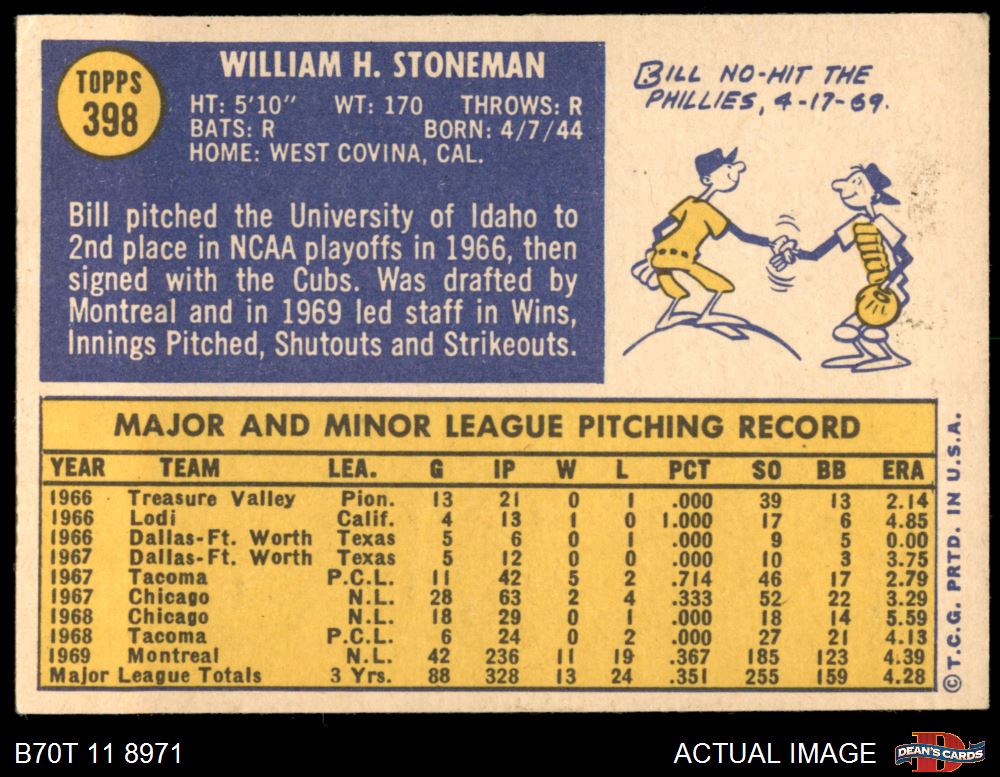 TOPPS
398
WILLIAM H. STONEMAN
HT: 5'10" WT: 170 THROWS: R
BATS: R BORN: 4/7/44
HOME: WEST COVINA, CAL.
Bill pitched the University of Idaho to
2nd place in NCAA playoffs in 1966, then
signed with the Cubs. Was drafted by
Montreal and in 1969 led staff in Wins,
Innings Pitched, Shutouts and Strikeouts.
BILL NO-HIT THE
PHILLIES, 4-17-69.
MAJOR AND MINOR LEAGUE PITCHING RECORD
YEAR TEAM LEA. G IP W L PCT SO BB ERA
1966 Treasure Valley Pion. 13 21 0 1 .000 39 13 2.14
1966 Lodi Calif. 4 13 1 0 1.000 17 6 4.85
1966 Dallas-Ft. Worth Texas 5 6 0 1 .000 9 5 0.00
1967 Dallas-Ft. Worth Texas 5 12 0 0 .000 10 3 3.75
1967 Tacoma P.C.L. 11 42 5 2 .714 46 17 2.79
1967 Chicago N.L. 28 63 2 4 .333 52 22 3.29
1968 Chicago N.L. 18 29 0 1 .000 18 14 5.59
1968 Tacoma P.C.L. 6 24 0 2 .000 27 21 4.13
1969 Montreal N.L. 42 236 11 19 .367 185 123 4.39
Major League Totals 3 Yrs. 88 328 13 24 .351 255 159 4.28
© T.C.G. PRTD. IN U.S.A.
B70T 11 8971
ACTUAL IMAGE
D
DEAN'S CARDS